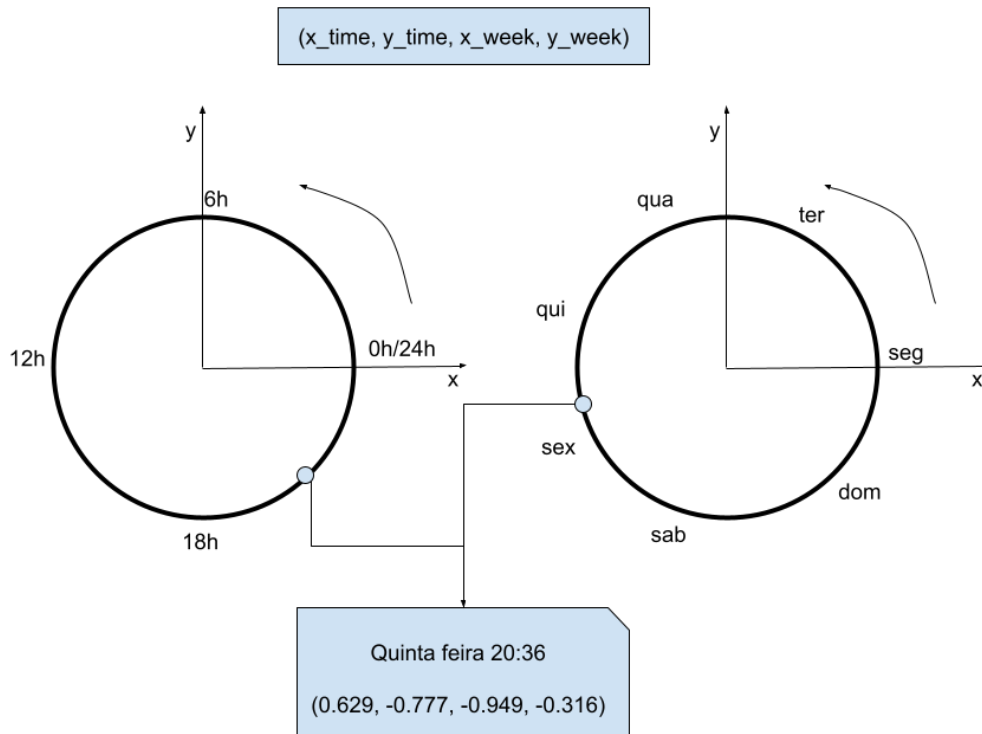 (x_time, y_time, x_week, y_week)
y
6h
12h
0h/24h
x
18h
y
qua
ter
qui
seg
x
sex
dom
sab
Quinta feira 20:36
(0.629, -0.777, -0.949, -0.316)